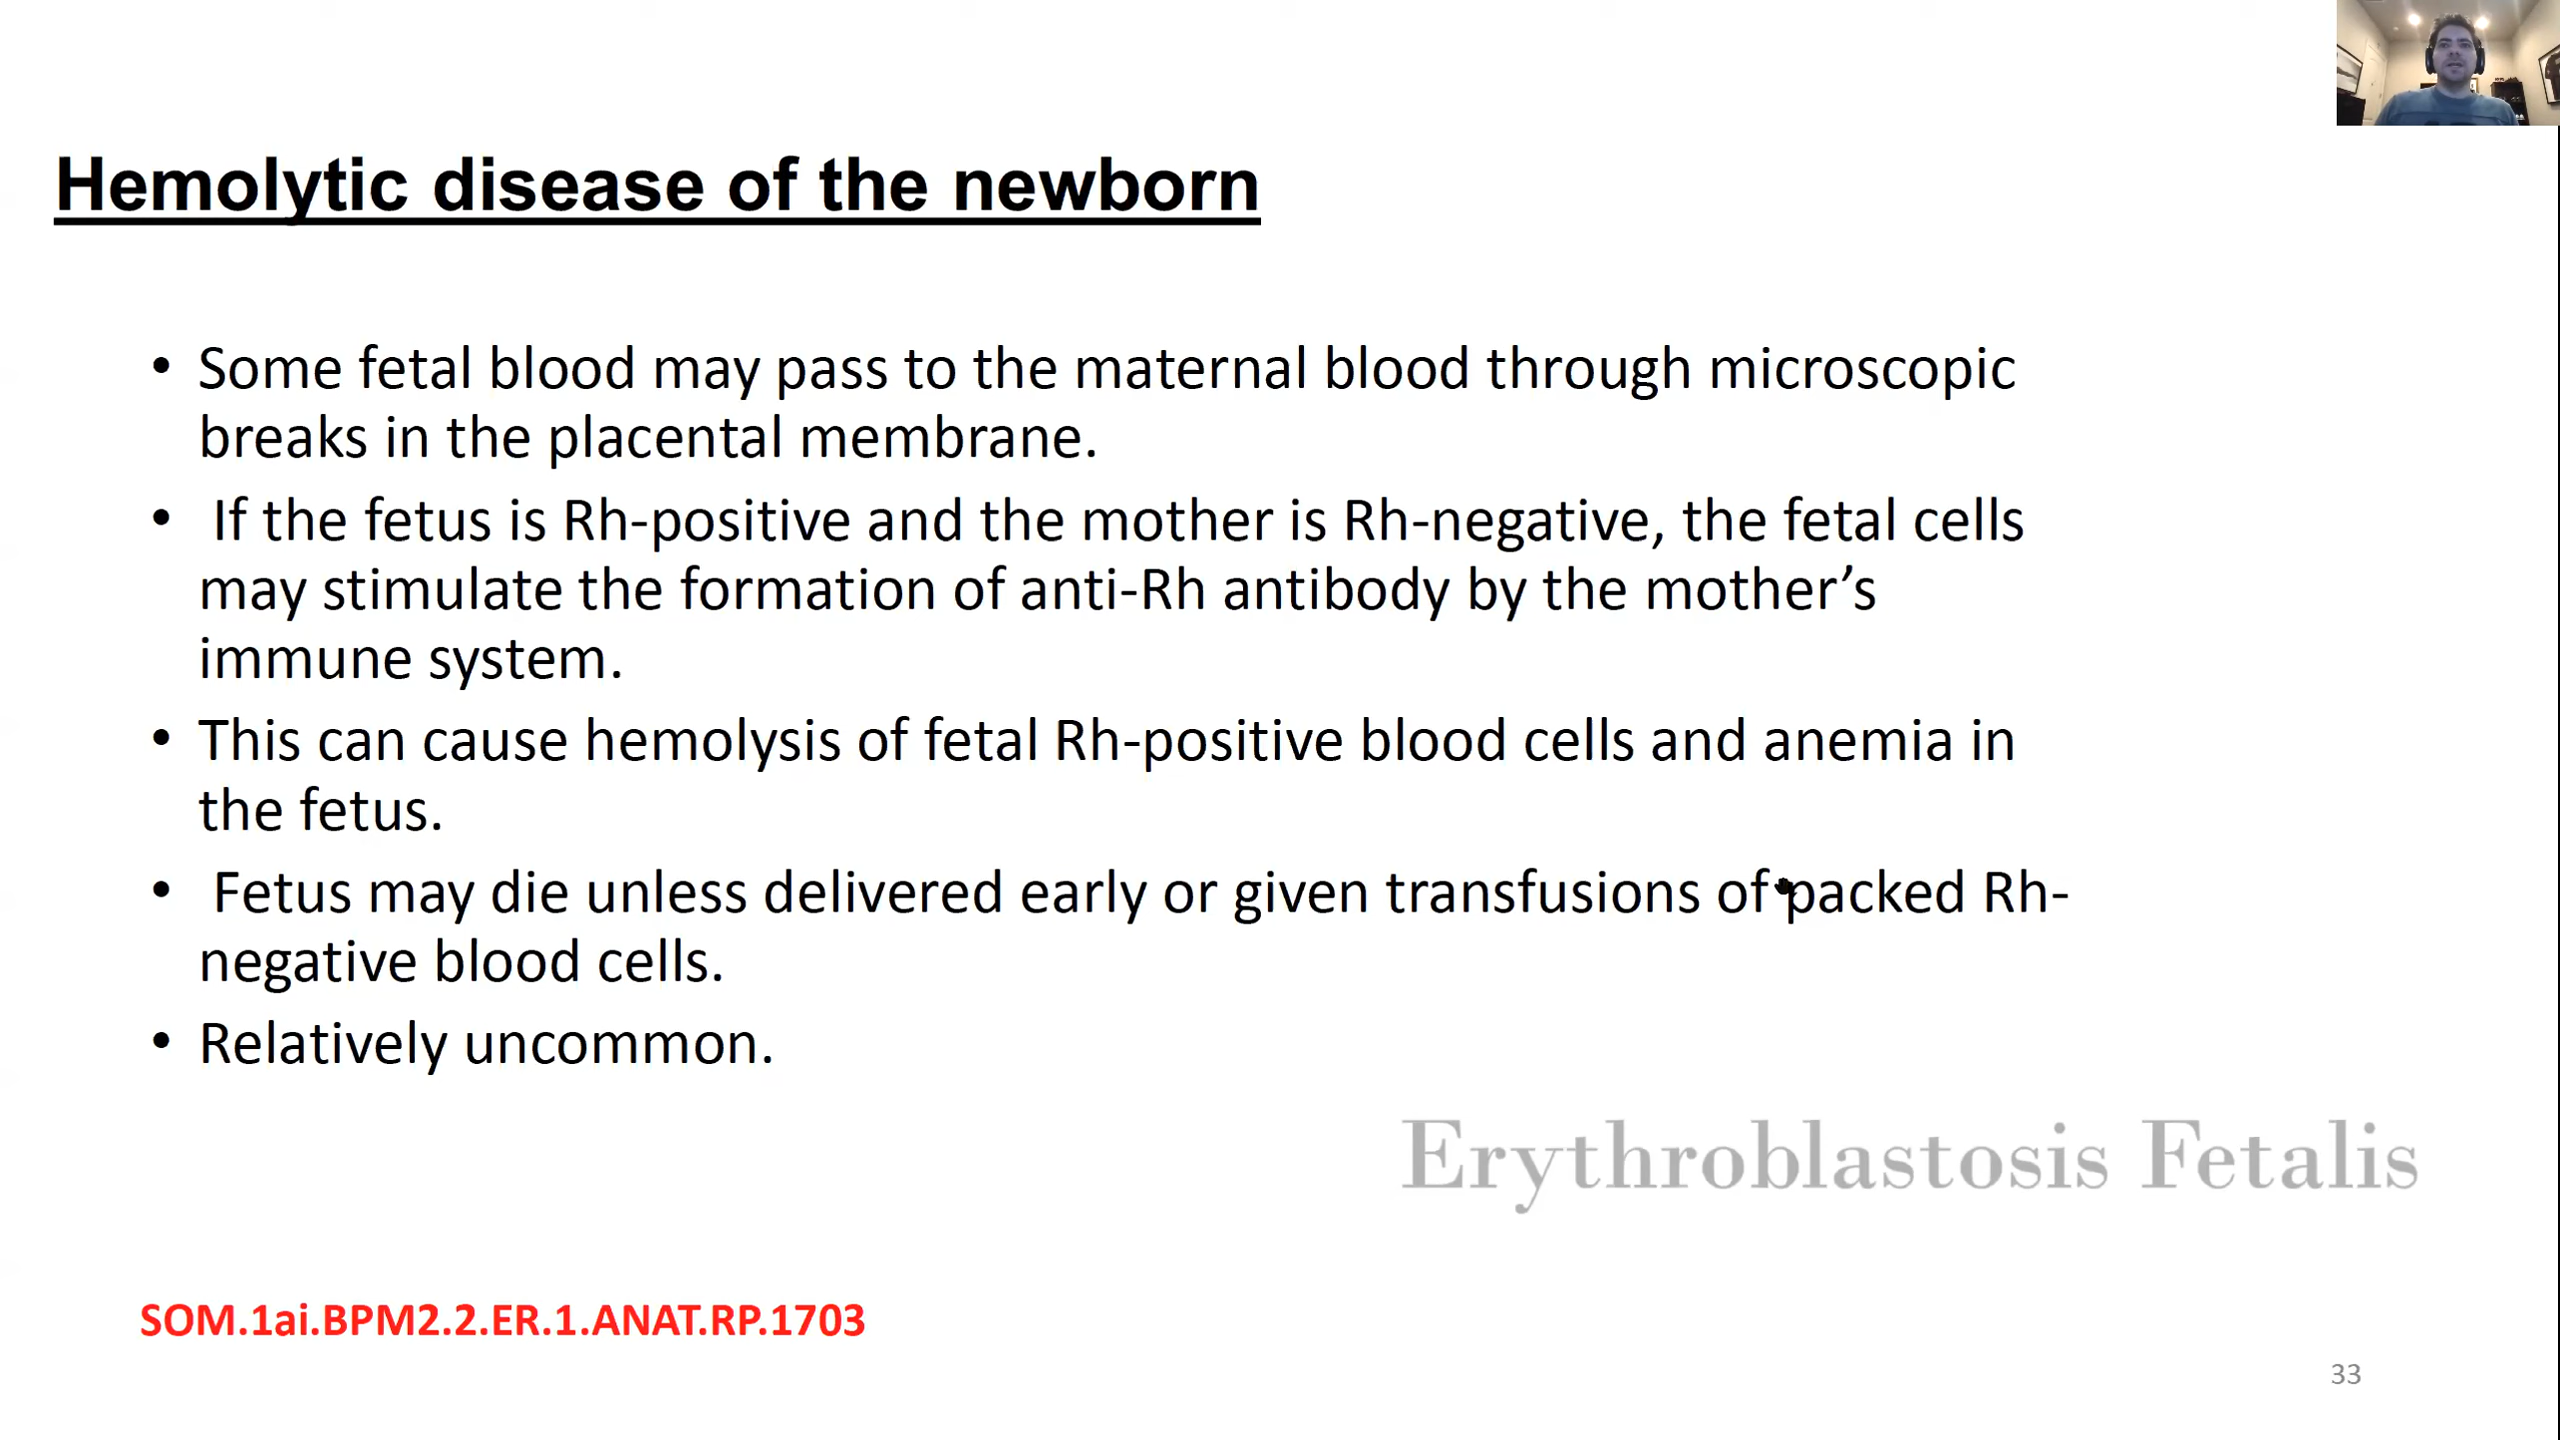 Hemolytic disease of the newborn
• Some fetal blood may pass to the maternal blood through microscopic
breaks in the placental membrane.
• If the fetus is Rh-positive and the mother is Rh-negative, the fetal cells
may stimulate the formation of anti-Rh antibody by the mother’s
immune system.
• This can cause hemolysis of fetal Rh-positive blood cells and anemia in
the fetus.
• Fetus may die unless delivered early or given transfusions of packed Rh-
negative blood cells.
• Relatively uncommon.
Erythroblastosis Fetalis
SOM.1ai.BPM2.2.ER.1.ANAT.RP.1703
33